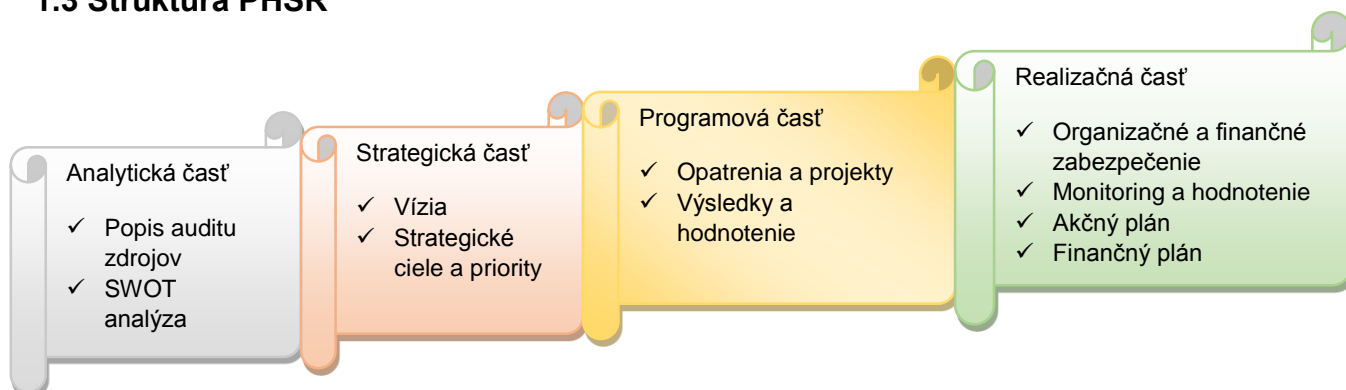 1.3 Štruktúra PHSR
Analytická časť
✓ Popis auditu
zdrojov
✓ SWOT
analýza
Strategická časť
✓ Vízia
✓ Strategické
ciele a priority
Programová časť
✓ Opatrenia a projekty
✓ Výsledky a
hodnotenie
Realizačná časť
✓ Organizačné a finančné
zabezpečenie
✓ Monitoring a hodnotenie
✓ Akčný plán
✓ Finančný plán